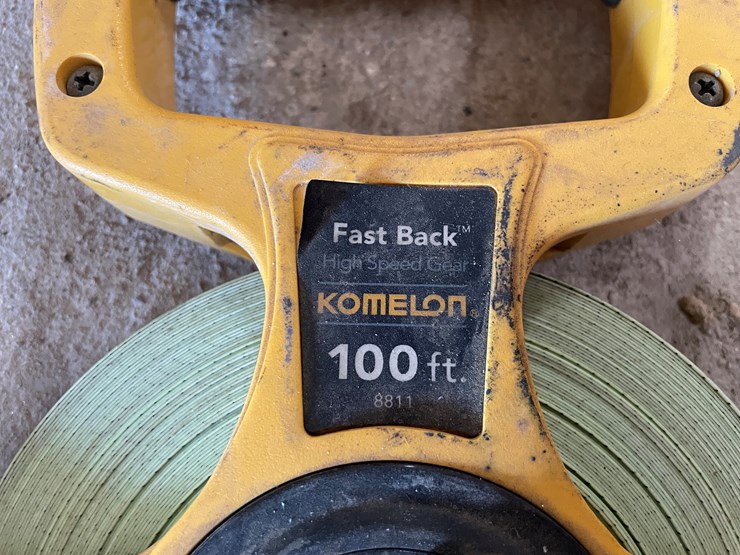 Fast Back™
High Speed Gear
KOMELON®
100 ft.
8811